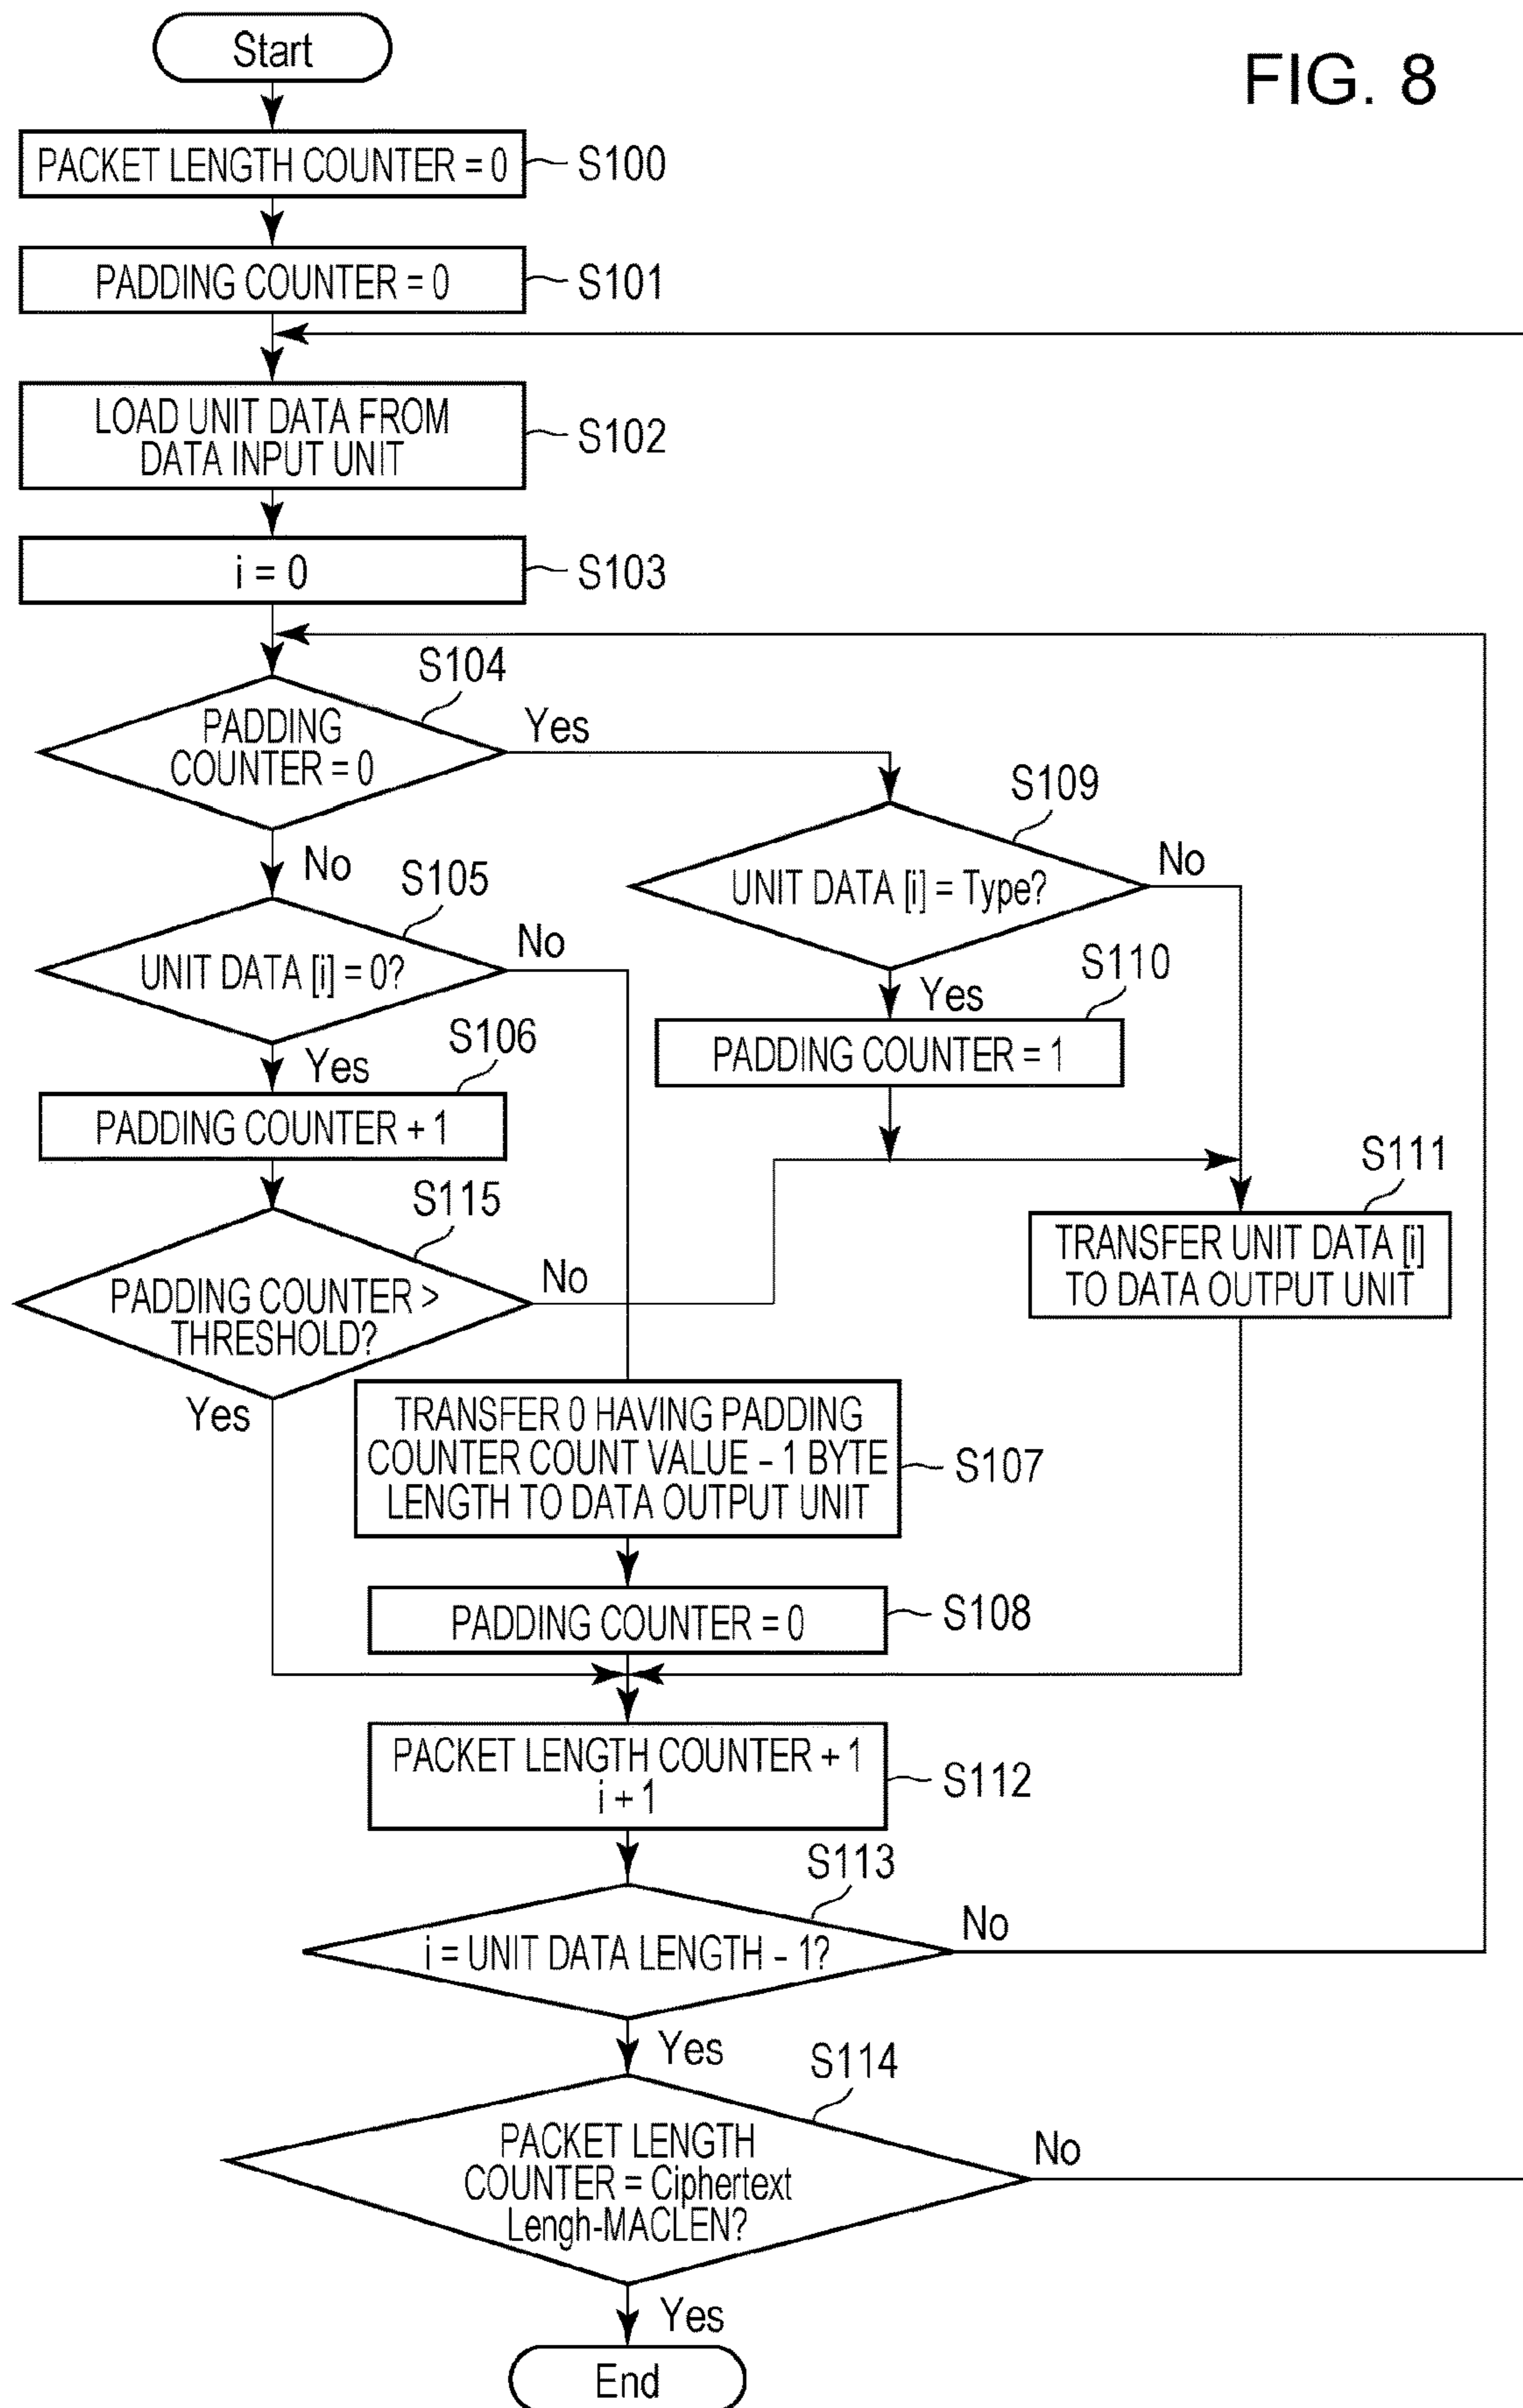 FIG. 8
Start
PACKET LENGTH COUNTER = 0
S100
PADDING COUNTER = 0
S101
LOAD UNIT DATA FROM
DATA INPUT UNIT
S102
i = 0
S103
S104
PADDING
COUNTER = 0
Yes
No
S109
UNIT DATA [i] = Type?
No
Yes
S105
UNIT DATA [i] = 0?
No
Yes
S110
PADDING COUNTER = 1
S106
PADDING COUNTER + 1
S115
PADDING COUNTER >
THRESHOLD?
No
Yes
S111
TRANSFER UNIT DATA [i]
TO DATA OUTPUT UNIT
TRANSFER 0 HAVING PADDING
COUNTER COUNT VALUE – 1 BYTE
LENGTH TO DATA OUTPUT UNIT
S107
PADDING COUNTER = 0
S108
PACKET LENGTH COUNTER + 1
i + 1
S112
S113
i = UNIT DATA LENGTH – 1?
No
Yes
S114
PACKET LENGTH
COUNTER = Ciphertext
Lengh-MACLEN?
No
Yes
End